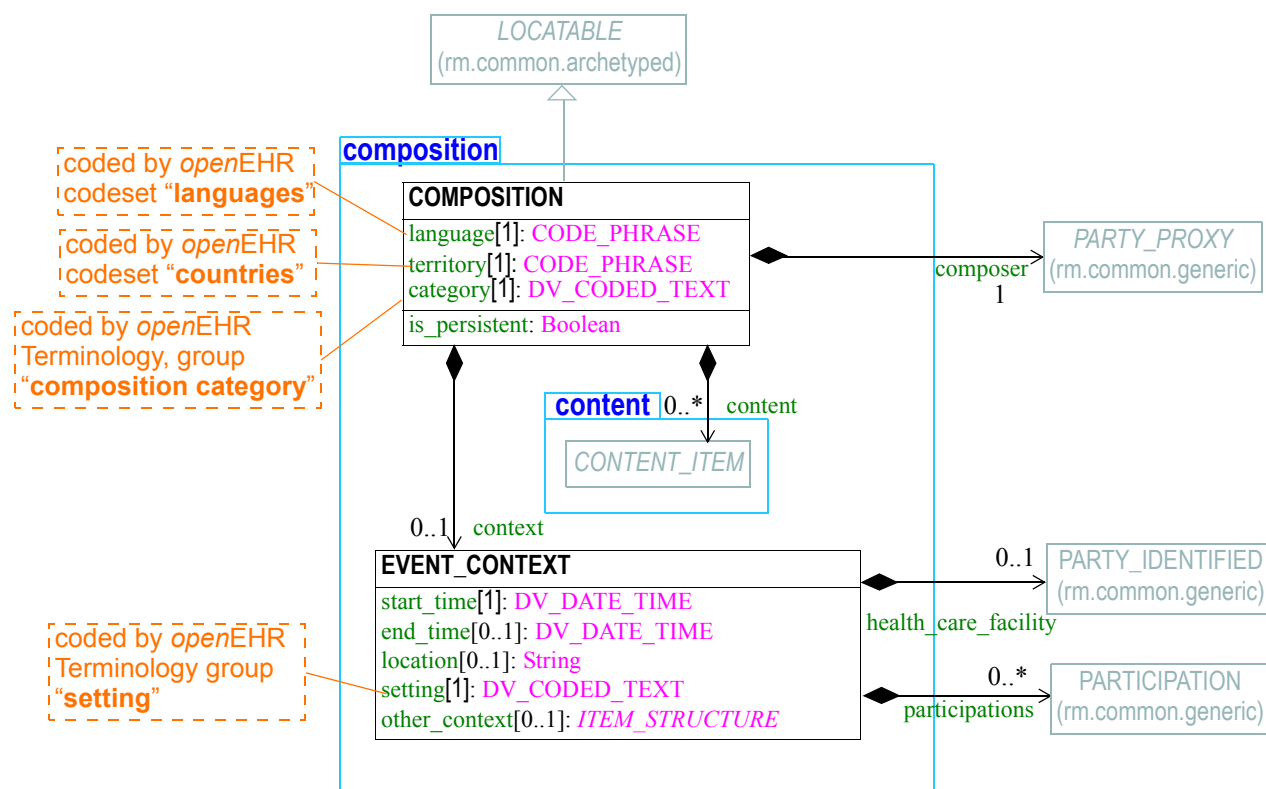 LOCATABLE
(rm.common.archetyped)
composition
coded by openEHR
codeset “languages”
coded by openEHR
codeset “countries”
coded by openEHR
Terminology, group
“composition category”
COMPOSITION
language[1]: CODE_PHRASE
territory[1]: CODE_PHRASE
category[1]: DV_CODED_TEXT
is_persistent: Boolean
composer
1
PARTY_PROXY
(rm.common.generic)
content
0..*
content
CONTENT_ITEM
0..1
context
EVENT_CONTEXT
start_time[1]: DV_DATE_TIME
end_time[0..1]: DV_DATE_TIME
location[0..1]: String
setting[1]: DV_CODED_TEXT
other_context[0..1]: ITEM_STRUCTURE
coded by openEHR
Terminology group
“setting”
0..1
health_care_facility
PARTY_IDENTIFIED
(rm.common.generic)
0..*
participations
PARTICIPATION
(rm.common.generic)